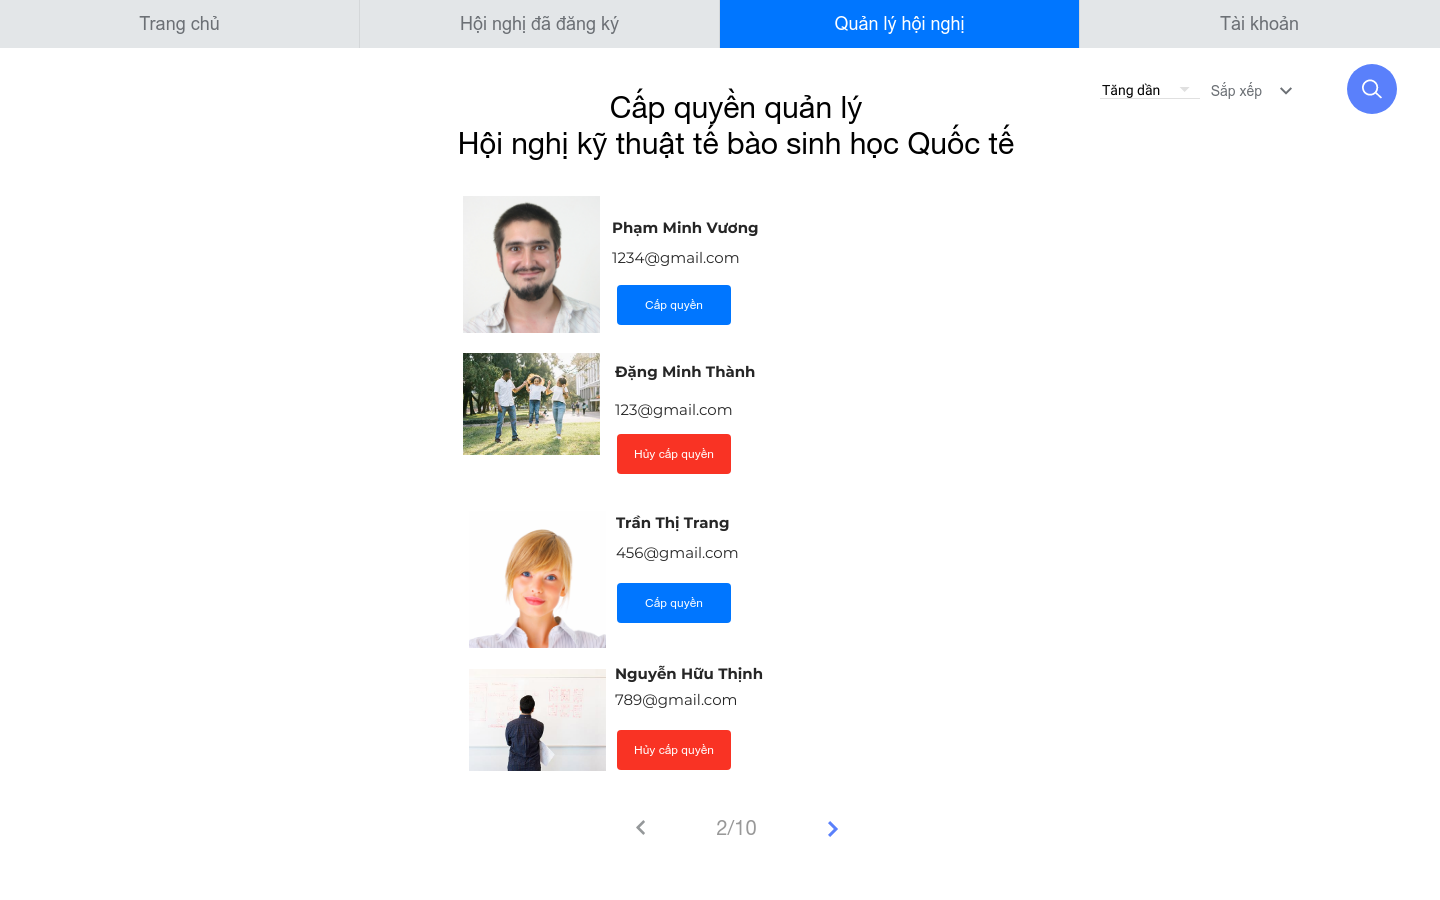 Trang chủ
Hội nghị đã đăng ký
Quản lý hội nghị
Tài khoản
Tăng dần
Sắp xếp
Cấp quyền quản lý
Hội nghị kỹ thuật tế bào sinh học Quốc tế
Phạm Minh Vương
1234@gmail.com
Cấp quyền
Đặng Minh Thành
123@gmail.com
Hủy cấp quyền
Trần Thị Trang
456@gmail.com
Cấp quyền
Nguyễn Hữu Thịnh
789@gmail.com
Hủy cấp quyền
2/10